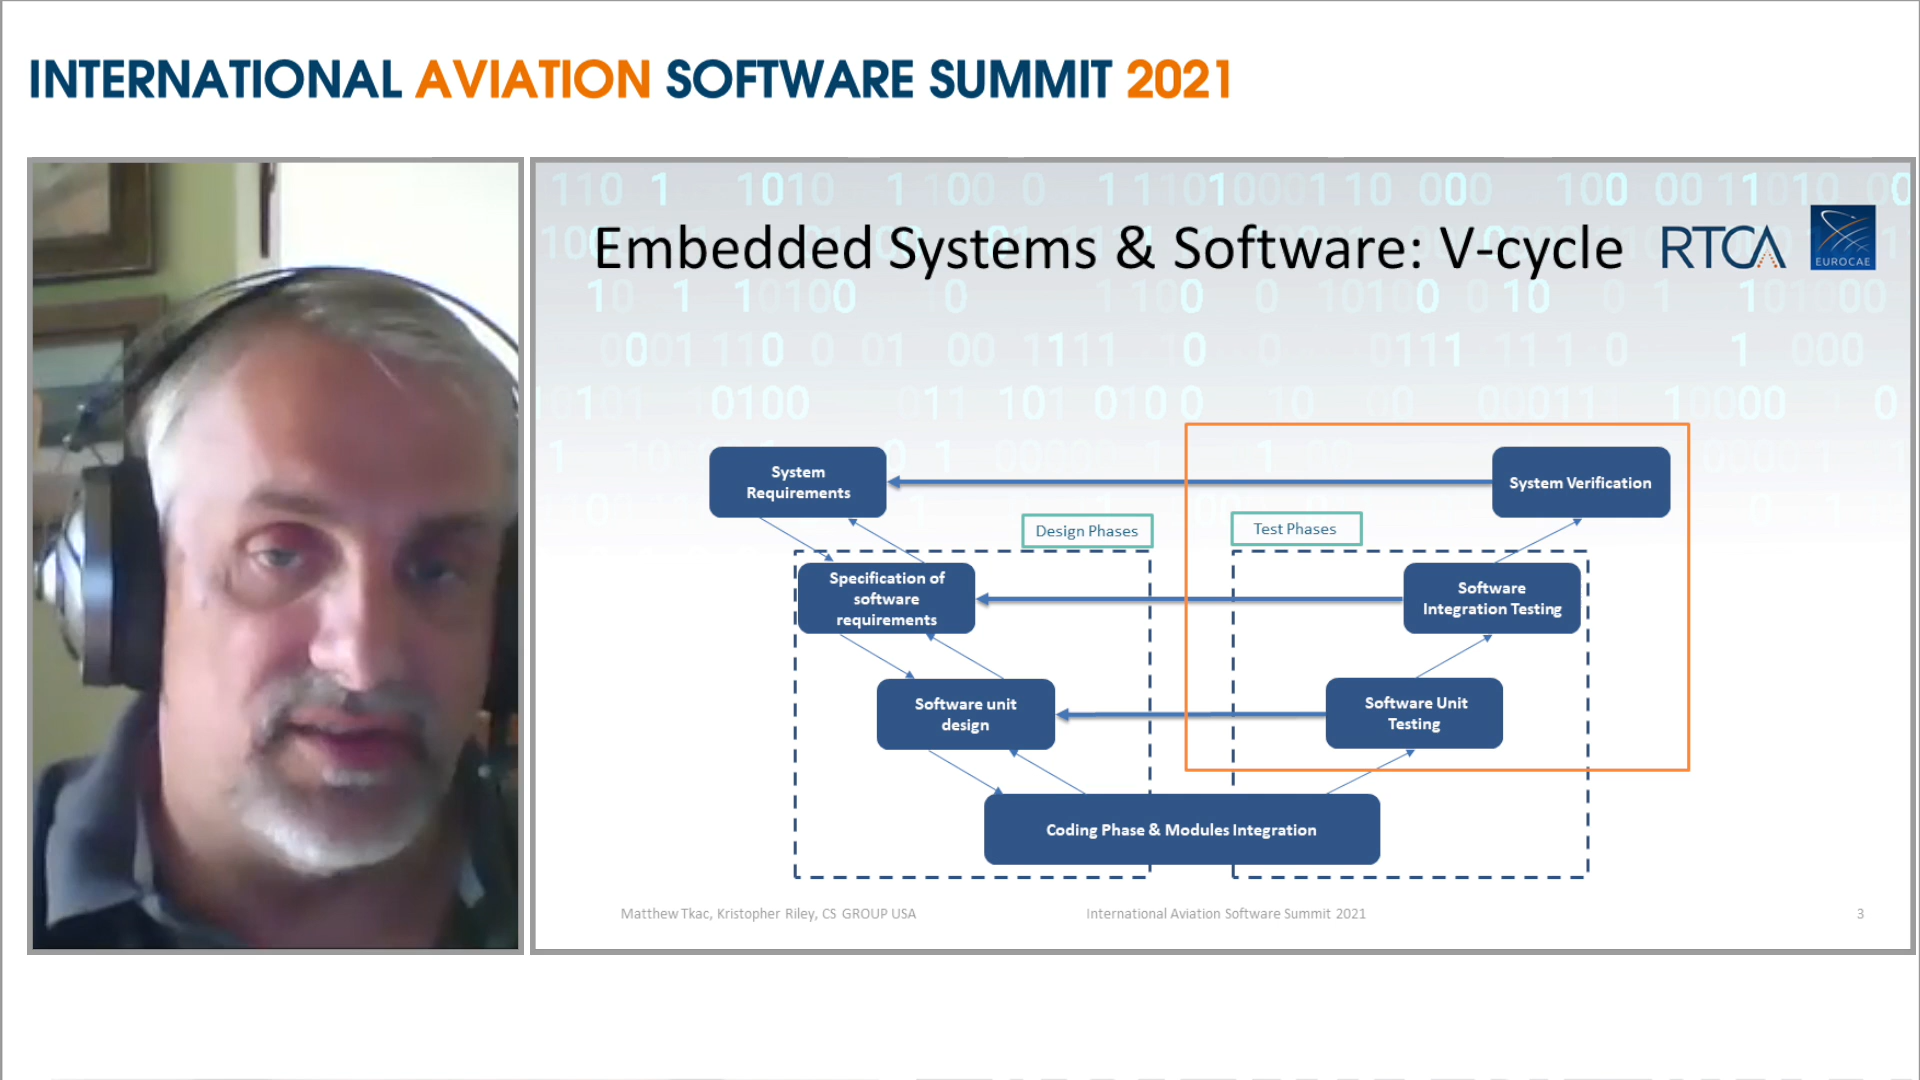 INTERNATIONAL AVIATION SOFTWARE SUMMIT 2021
Embedded Systems & Software: V-cycle
RTCA
EUROCAE
System
Requirements
System Verification
Design Phases
Test Phases
Specification of
software
requirements
Software
Integration Testing
Software unit
design
Software Unit
Testing
Coding Phase & Modules Integration
Matthew Tkac, Kristopher Riley, CS GROUP USA
International Aviation Software Summit 2021
3